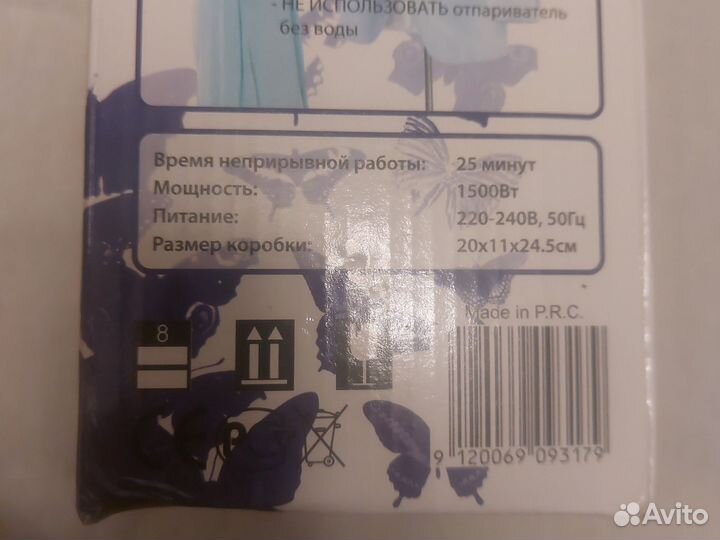 - НЕ ИСПОЛЬЗОВАТЬ отпариватель
без воды
Время неприрывной работы: 25 минут
Мощность: 1500Вт
Питание: 220-240В, 50Гц
Размер коробки: 20x11x24.5см
Made in P.R.C.
8
9 120069 093179
Avito